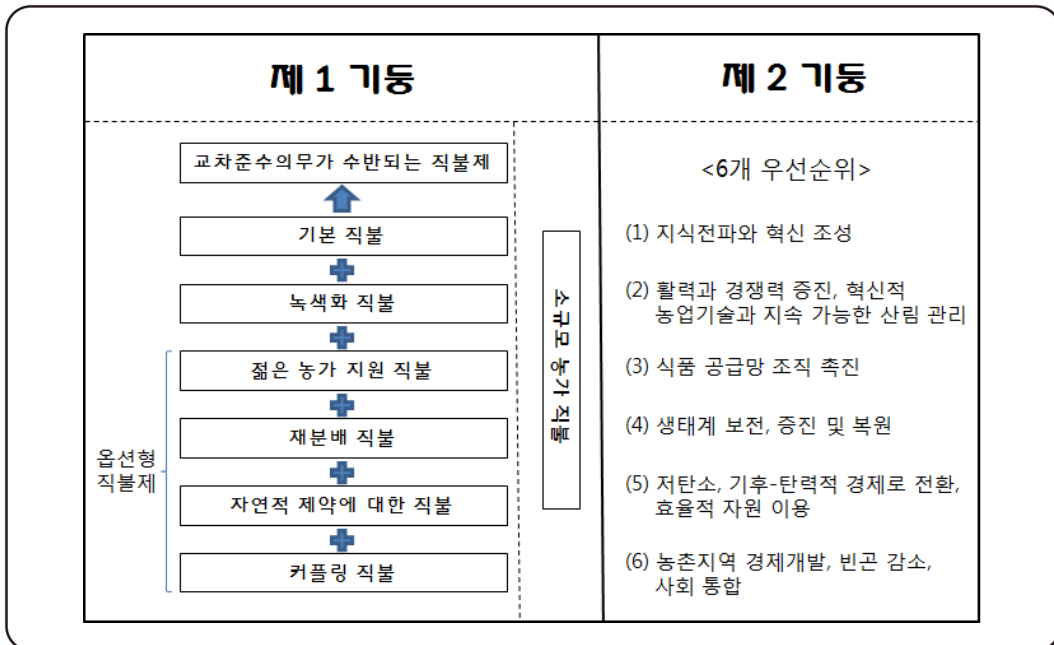 제 1 기둥
교차준수의무가 수반되는 직불제
기본 직불
녹색화 직불
젊은 농가 지원 직불
재분배 직불
자연적 제약에 대한 직불
커플링 직불
옵션형
직불제
소규모 농가 직불
제 2 기둥
<6개 우선순위>
(1) 지식전파와 혁신 조성
(2) 활력과 경쟁력 증진, 혁신적
농업기술과 지속 가능한 산림 관리
(3) 식품 공급망 조직 촉진
(4) 생태계 보전, 증진 및 복원
(5) 저탄소, 기후-탄력적 경제로 전환,
효율적 자원 이용
(6) 농촌지역 경제개발, 빈곤 감소,
사회 통합